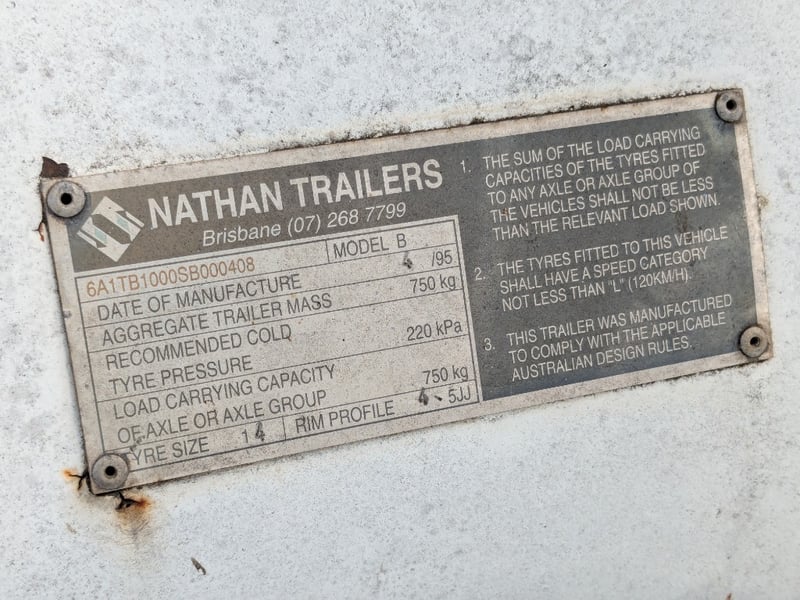 NATHAN TRAILERS
Brisbane (07) 268 7799
6A1TB1000SB000408 MODEL B
DATE OF MANUFACTURE 4 /95
AGGREGATE TRAILER MASS 750 kg
RECOMMENDED COLD
TYRE PRESSURE 220 kPa
LOAD CARRYING CAPACITY
OF AXLE OR AXLE GROUP 750 kg
TYRE SIZE 14 RIM PROFILE 4.5JJ
1. THE SUM OF THE LOAD CARRYING
CAPACITIES OF THE TYRES FITTED
TO ANY AXLE OR AXLE GROUP OF
THE VEHICLES SHALL NOT BE LESS
THAN THE RELEVANT LOAD SHOWN.
2. THE TYRES FITTED TO THIS VEHICLE
SHALL HAVE A SPEED CATEGORY
NOT LESS THAN "L" (120KM/H).
3. THIS TRAILER WAS MANUFACTURED
TO COMPLY WITH THE APPLICABLE
AUSTRALIAN DESIGN RULES.